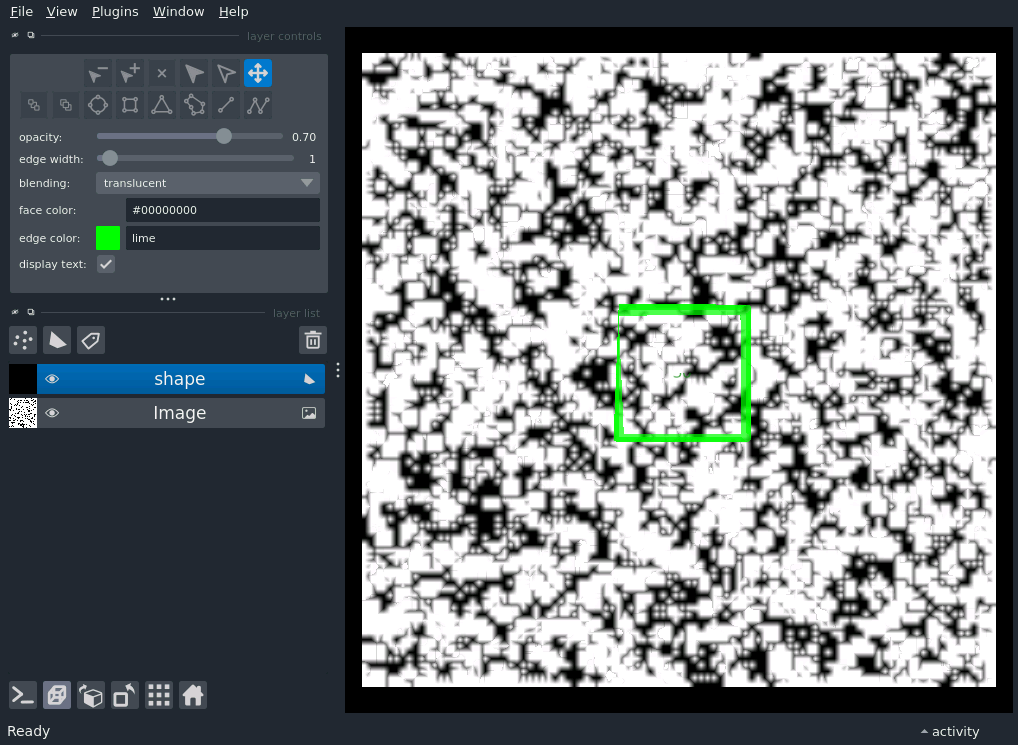 File View Plugins Window Help
layer controls
opacity: 0.70
edge width: 1
blending: translucent
face color: #00000000
edge color: lime
display text:
layer list
shape
Image
Ready
activity